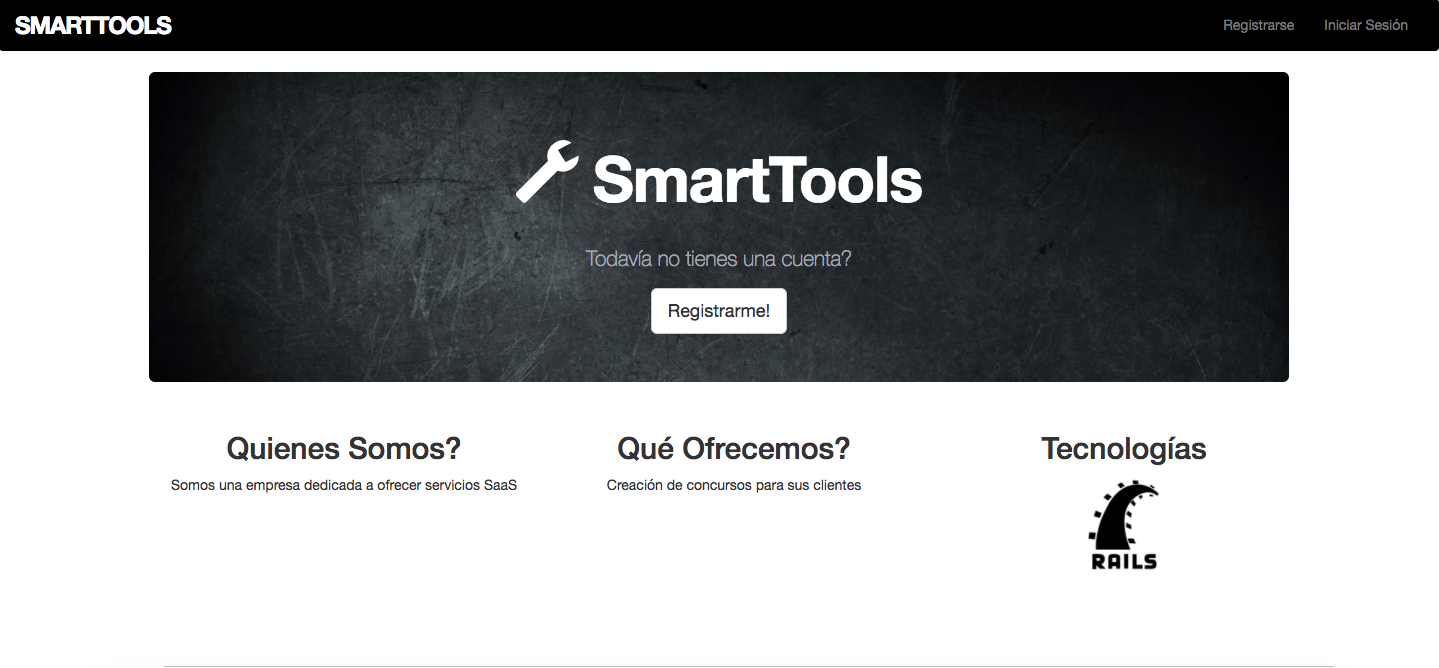 SMARTTOOLS
Registrarse
Iniciar Sesión
SmartTools
Todavía no tienes una cuenta?
Registrarme!
Quienes Somos?
Somos una empresa dedicada a ofrecer servicios SaaS
Qué Ofrecemos?
Creación de concursos para sus clientes
Tecnologías
RAILS